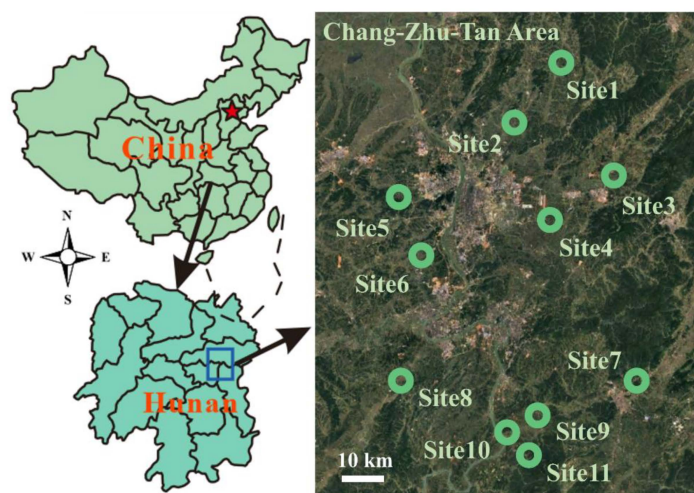 Chang-Zhu-Tan Area
Site1
China
Site2
Site3
Site5
Site4
N
W
E
S
Site6
Site7
Hunan
Site8
Site9
Site10
Site11
10 km